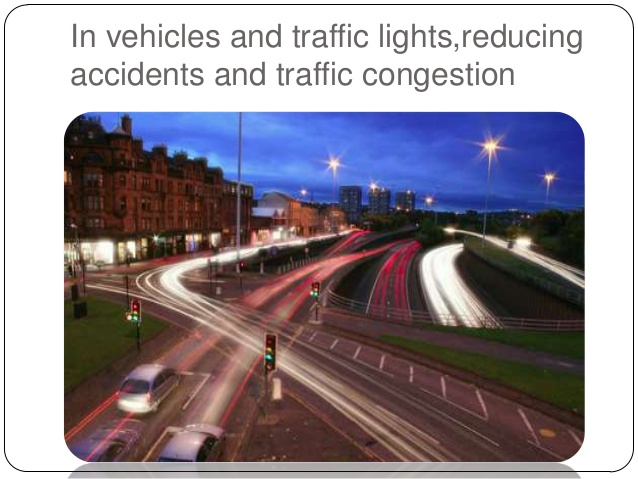 In vehicles and traffic lights,reducing
accidents and traffic congestion